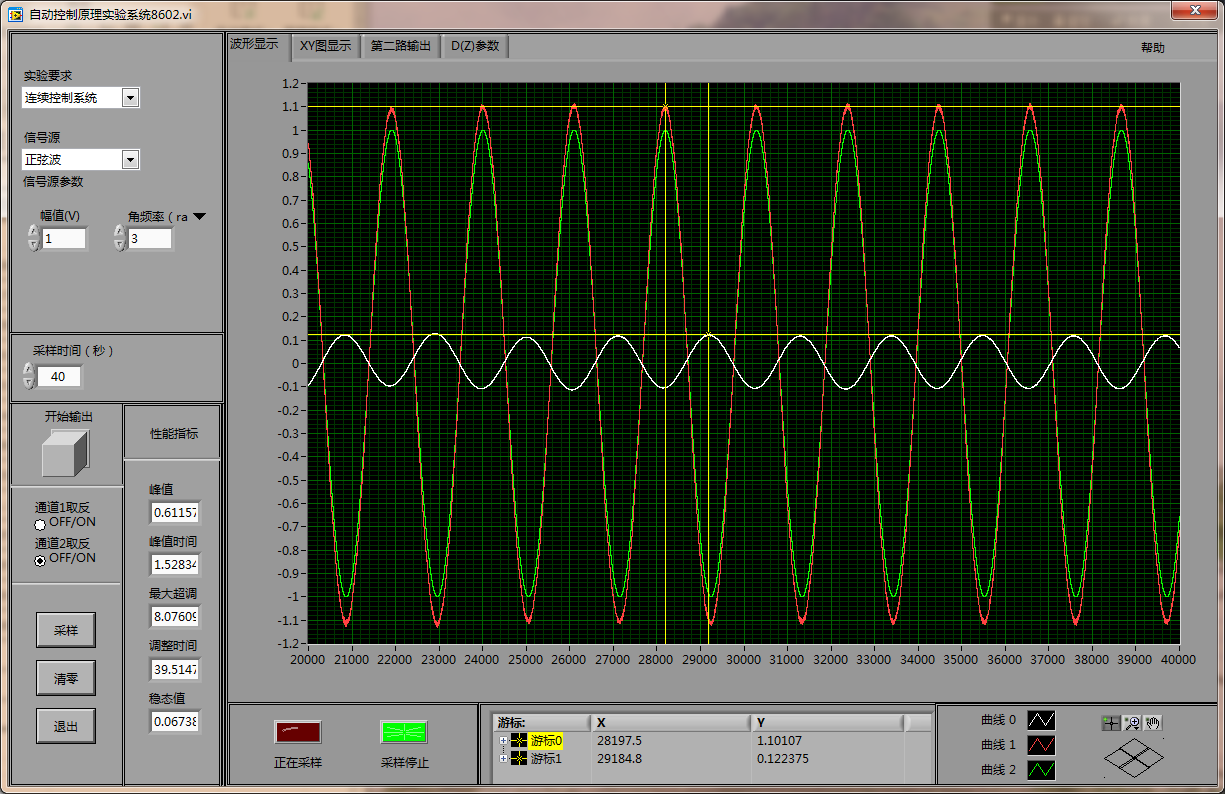 自动控制原理实验系统8602.vi
波形显示 XY图显示 第二路输出 D(Z)参数 帮助
实验要求
连续控制系统
信号源
正弦波
信号源参数
幅值(V) 角频率 ( ra
1 3
采样时间 ( 秒 )
40
开始输出
通道1取反
OFF/ON
通道2取反
OFF/ON
采样
清零
退出
性能指标
峰值
0.61157
峰值时间
1.52834
最大超调
8.07609
调整时间
39.5147
稳态值
0.06738
1.2
1.1
1
0.9
0.8
0.7
0.6
0.5
0.4
0.3
0.2
0.1
0
-0.1
-0.2
-0.3
-0.4
-0.5
-0.6
-0.7
-0.8
-0.9
-1
-1.1
-1.2
20000 21000 22000 23000 24000 25000 26000 27000 28000 29000 30000 31000 32000 33000 34000 35000 36000 37000 38000 39000 40000
正在采样 采样停止
游标: X Y
游标0 28197.5 1.10107
游标1 29184.8 0.122375
曲线 0
曲线 1
曲线 2